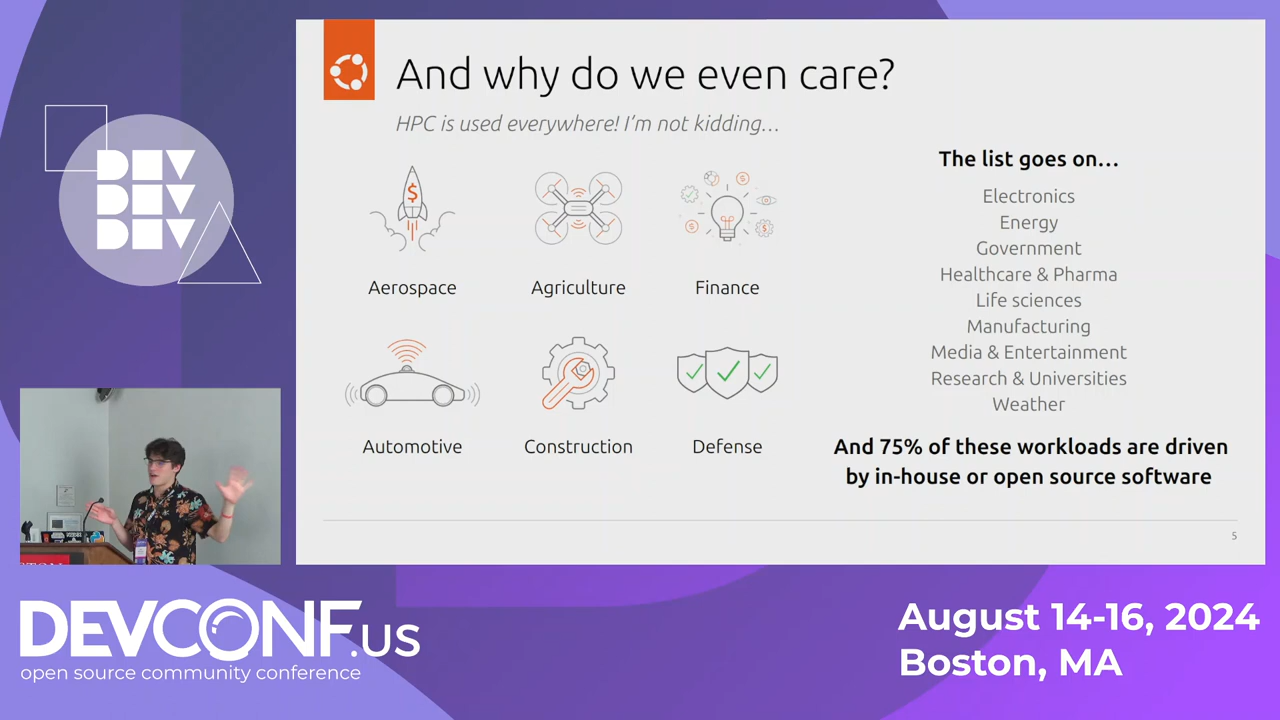 And why do we even care?
HPC is used everywhere! I'm not kidding...
Aerospace
Agriculture
Finance
Automotive
Construction
Defense
The list goes on...
Electronics
Energy
Government
Healthcare & Pharma
Life sciences
Manufacturing
Media & Entertainment
Research & Universities
Weather
And 75% of these workloads are driven
by in-house or open source software
5
DEV
DEV
DEV
DEVCONF.US
open source community conference
August 14-16, 2024
Boston, MA